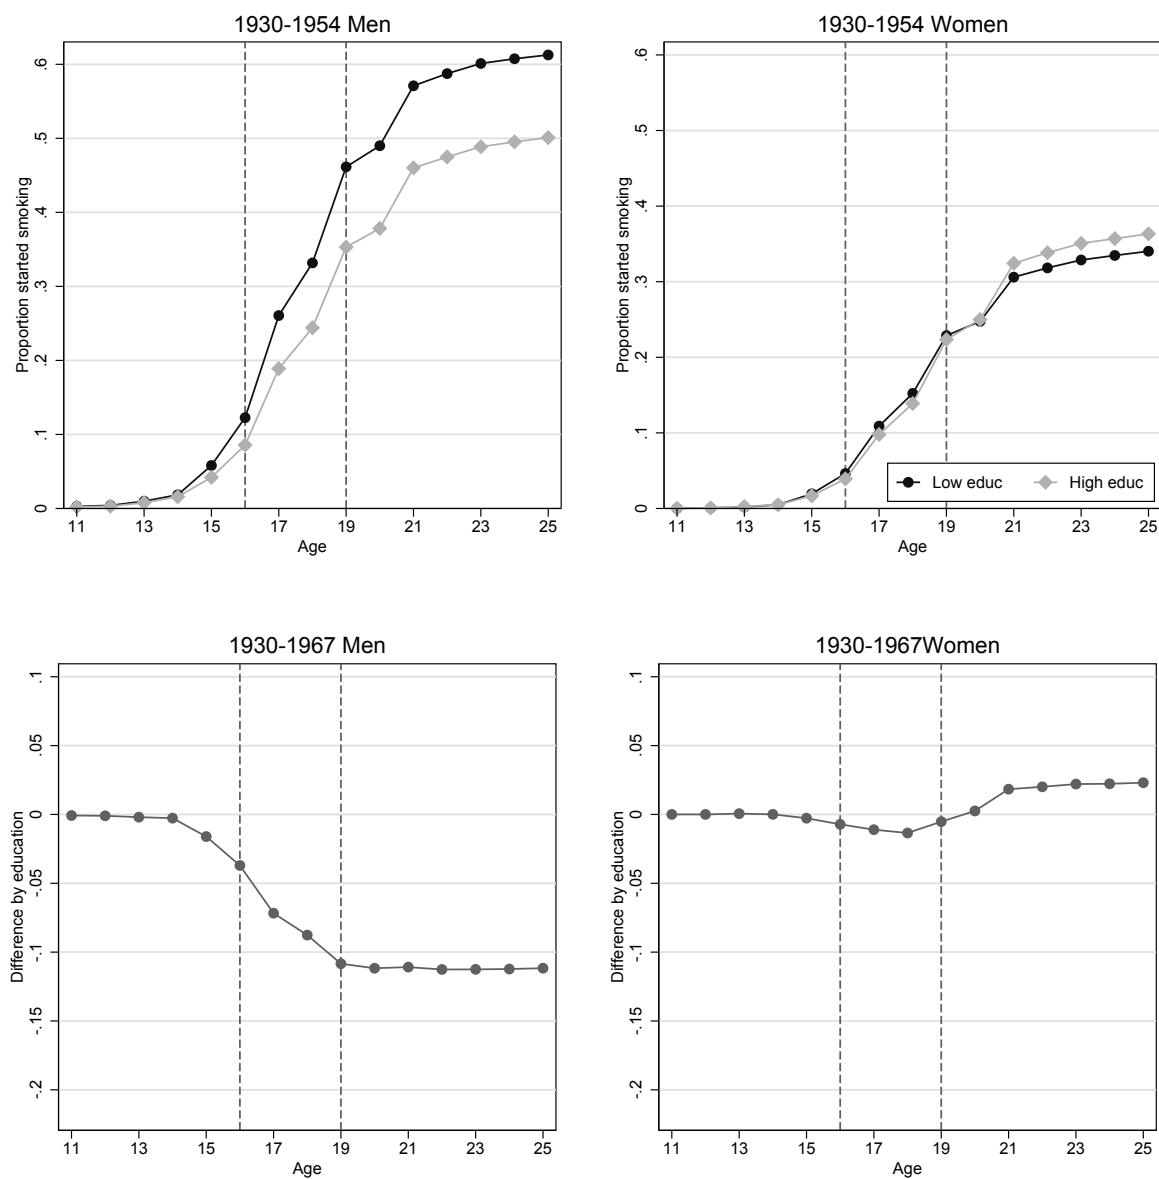 1930-1954 Men
Proportion started smoking
.6
.5
.4
.3
.2
.1
0
11 13 15 17 19 21 23 25
Age
1930-1954 Women
Proportion started smoking
.6
.5
.4
.3
.2
.1
0
Low educ High educ
11 13 15 17 19 21 23 25
Age
1930-1967 Men
Difference by education
.1
.05
0
-.05
-.1
-.15
-.2
11 13 15 17 19 21 23 25
Age
1930-1967Women
Difference by education
.1
.05
0
-.05
-.1
-.15
-.2
11 13 15 17 19 21 23 25
Age